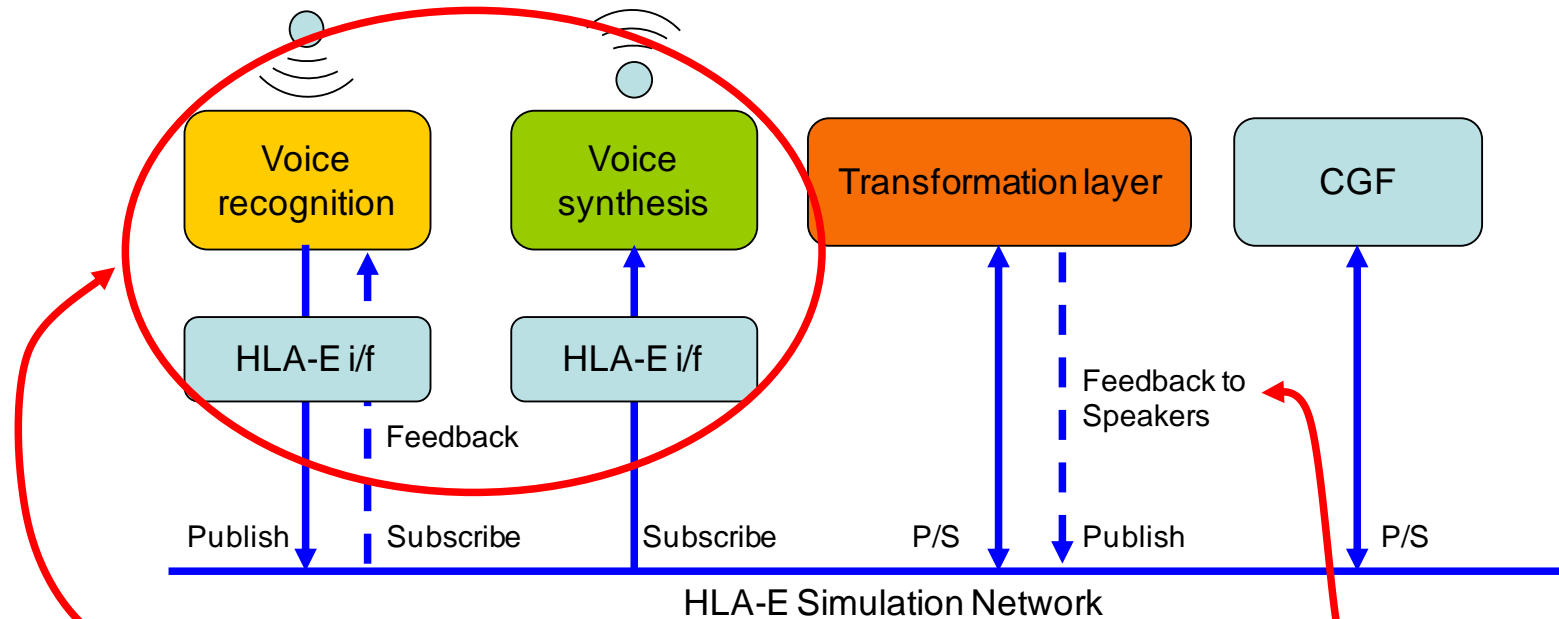 Voice
recognition
Voice
synthesis
Transformation layer
CGF
HLA-E i/f
HLA-E i/f
Feedback to
Speakers
Feedback
Publish
Subscribe
Subscribe
P/S
Publish
P/S
HLA-E Simulation Network